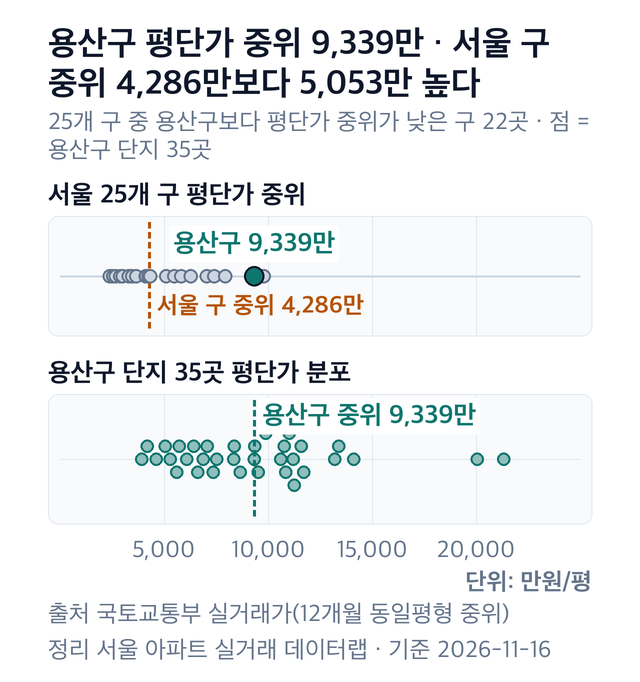 용산구 평단가 중위 9,339만 · 서울 구
중위 4,286만보다 5,053만 높다
25개 구 중 용산구보다 평단가 중위가 낮은 구 22곳 · 점 =
용산구 단지 35곳
서울 25개 구 평단가 중위
용산구 9,339만
서울 구 중위 4,286만
용산구 단지 35곳 평단가 분포
용산구 중위 9,339만
5,000 10,000 15,000 20,000
단위: 만원/평
출처 국토교통부 실거래가(12개월 동일평형 중위)
정리 서울 아파트 실거래 데이터랩 · 기준 2026-11-16